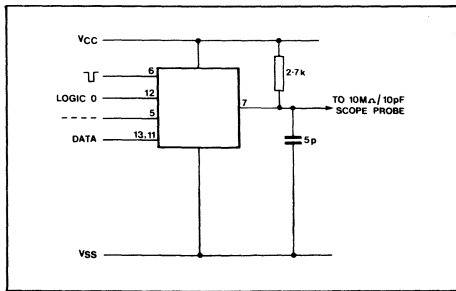 VCC
6
LOGIC 0
12
5
DATA
13,11
7
2·7k
TO 10MΩ/10pF
SCOPE PROBE
5p
VSS